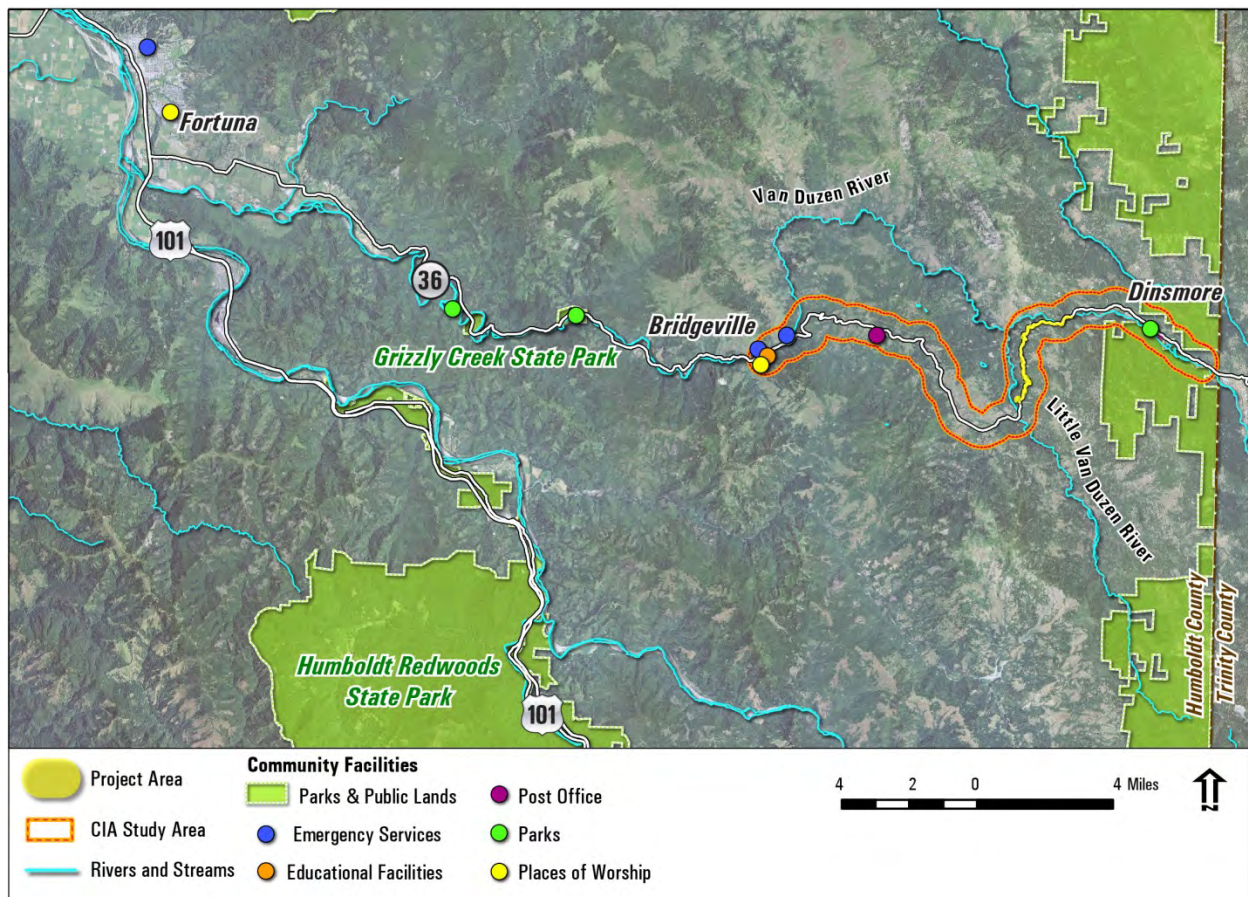 Fortuna
101
36
Van Duzen River
Dinsmore
Bridgeville
Grizzly Creek State Park
Little Van Duzen River
Humboldt Redwoods
State Park
101
Humboldt County
Trinity County
Project Area
CIA Study Area
Rivers and Streams
Community Facilities
Parks & Public Lands
Emergency Services
Educational Facilities
Post Office
Parks
Places of Worship
4 2 0 4 Miles
N